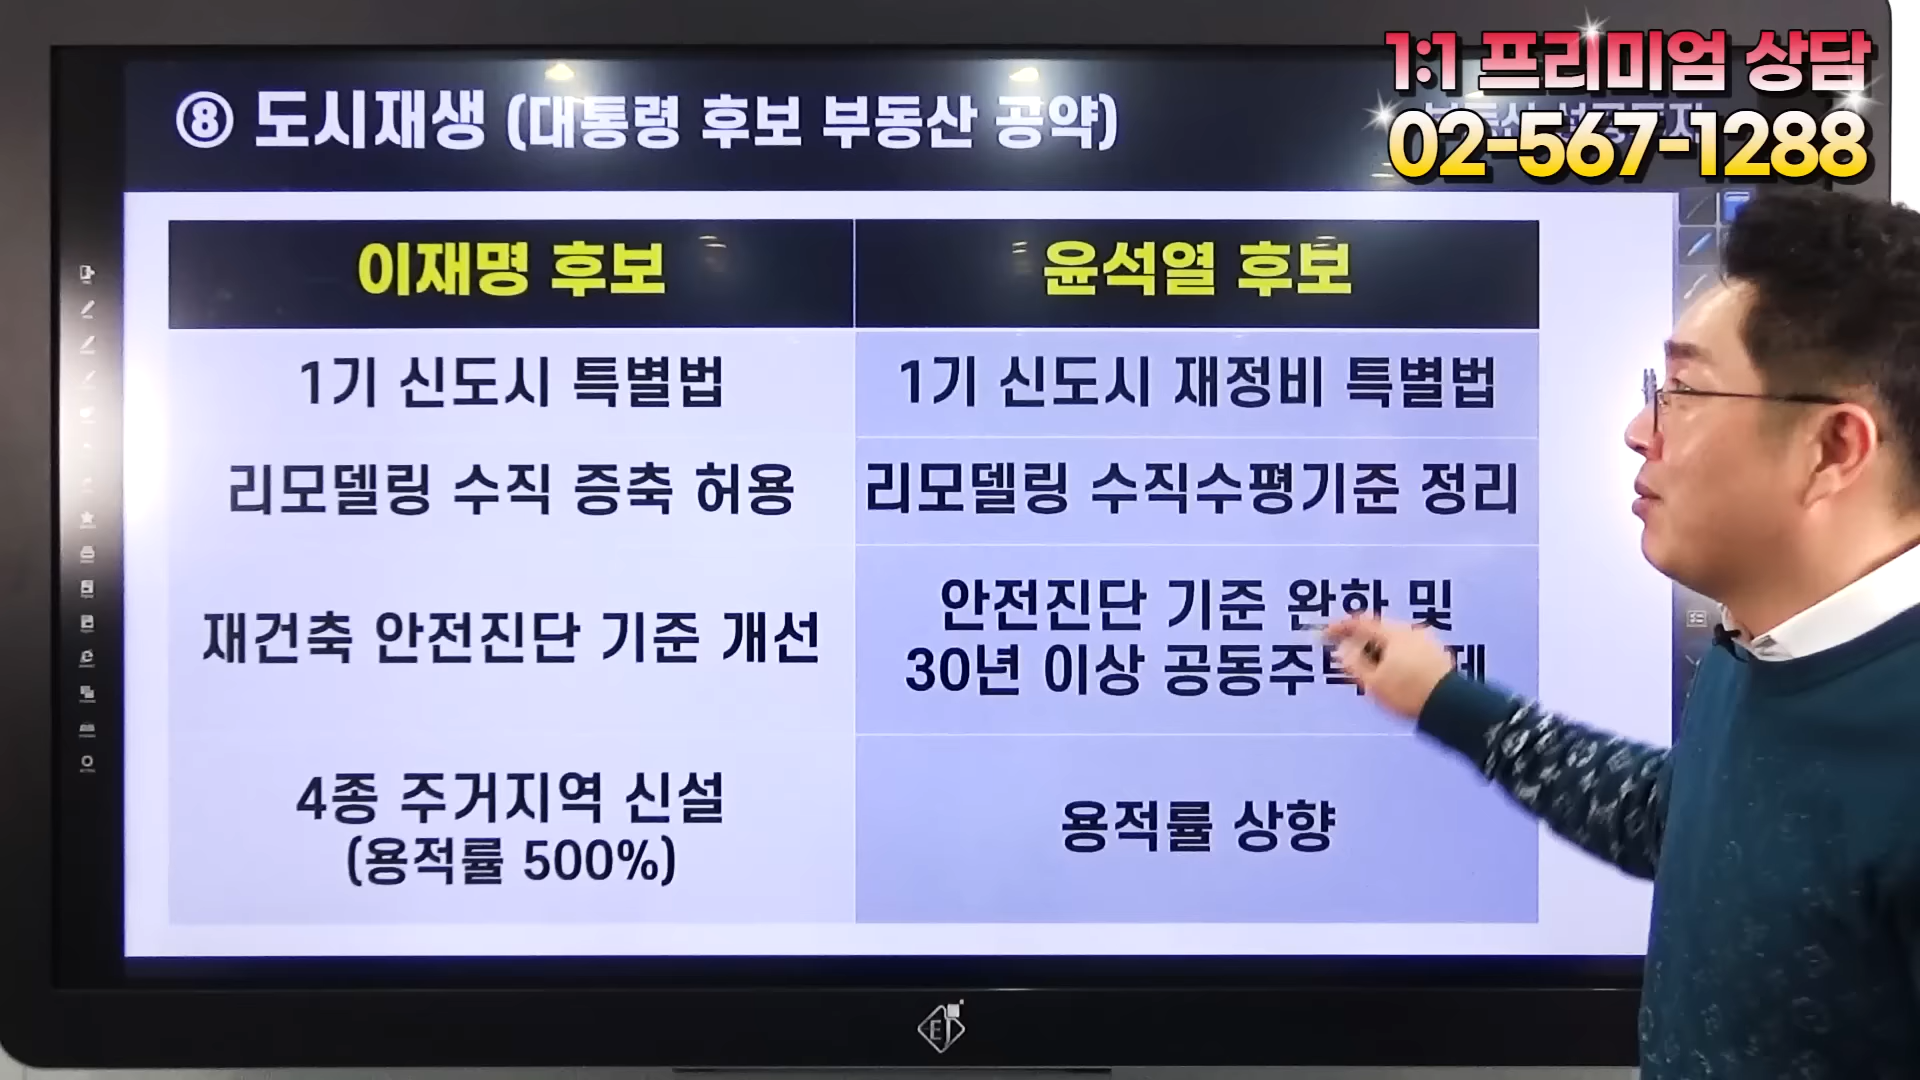 1:1 프리미엄 상담
02-567-1288
⑧ 도시재생 (대통령 후보 부동산 공약)
이재명 후보
윤석열 후보
1기 신도시 특별법
1기 신도시 재정비 특별법
리모델링 수직 증축 허용
리모델링 수직수평기준 정리
재건축 안전진단 기준 개선
안전진단 기준 완화 및
30년 이상 공동주택
4종 주거지역 신설
(용적률 500%)
용적률 상향